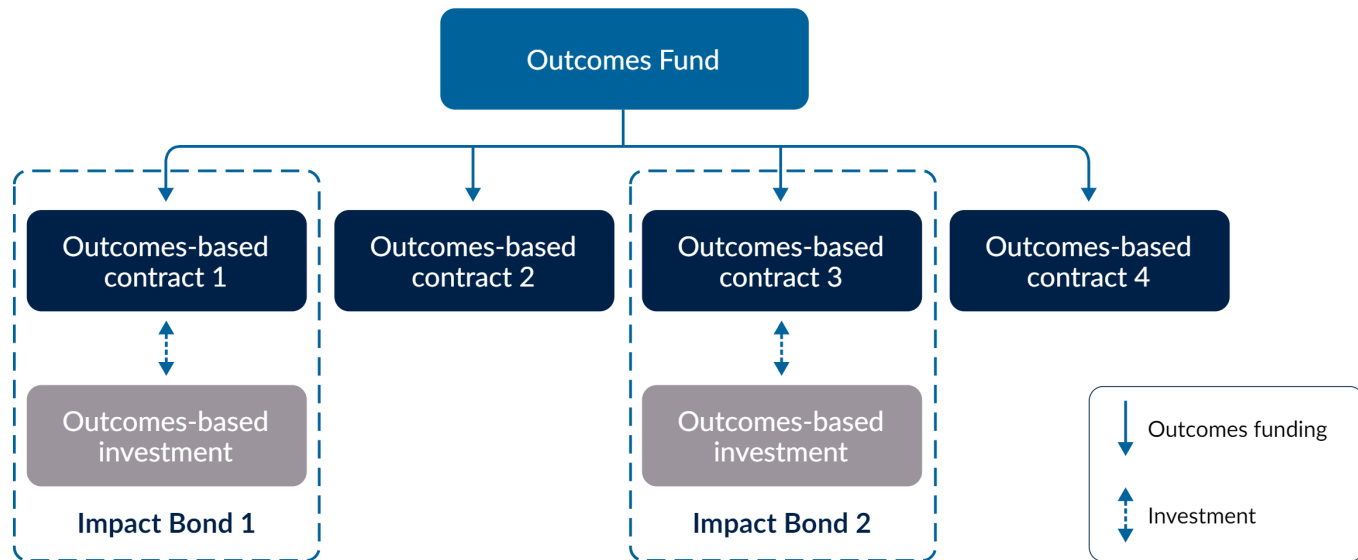 Outcomes Fund
Outcomes-based
contract 1
Outcomes-based
contract 2
Outcomes-based
contract 3
Outcomes-based
contract 4
Outcomes-based
investment
Outcomes-based
investment
Impact Bond 1
Impact Bond 2
Outcomes funding
Investment